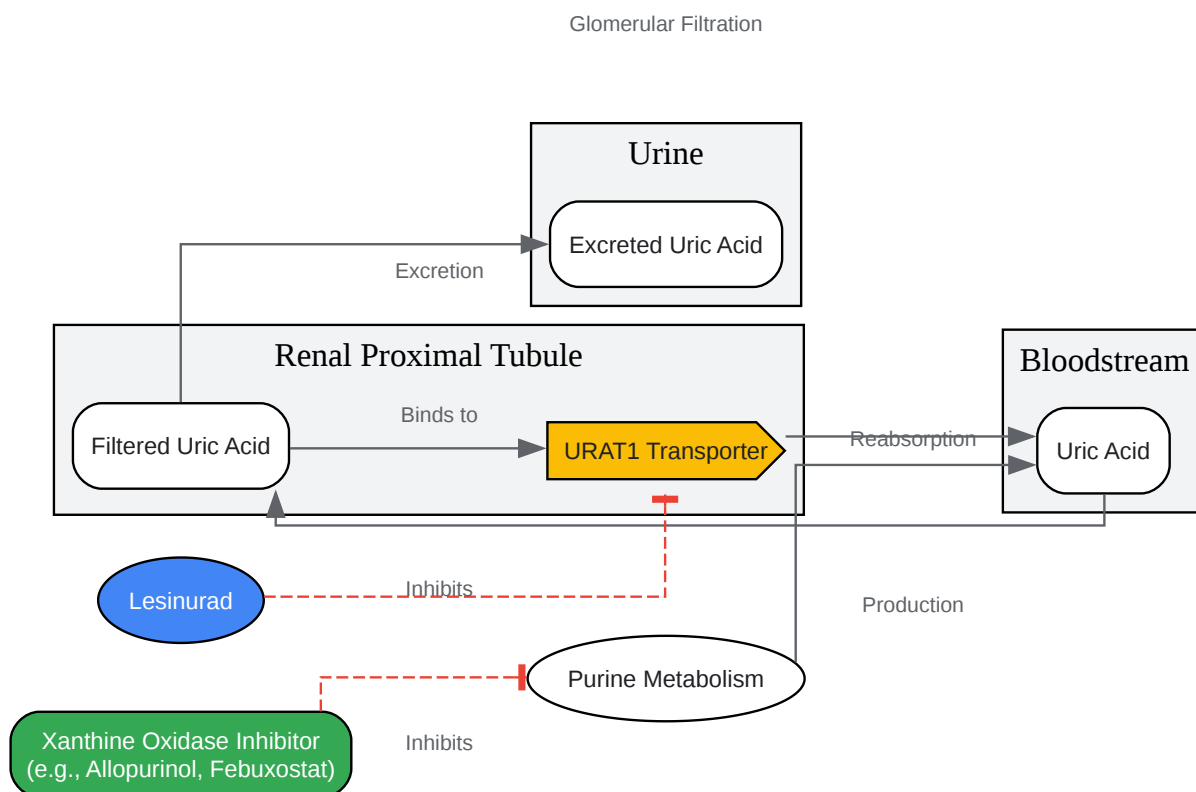 Glomerular Filtration
Urine
Excreted Uric Acid
Excretion
Renal Proximal Tubule
Bloodstream
Binds to
Filtered Uric Acid
URAT1 Transporter
Reabsorption
Uric Acid
Lesinurad
Inhibits
Production
Purine Metabolism
Xanthine Oxidase Inhibitor
(e.g., Allopurinol, Febuxostat)
Inhibits